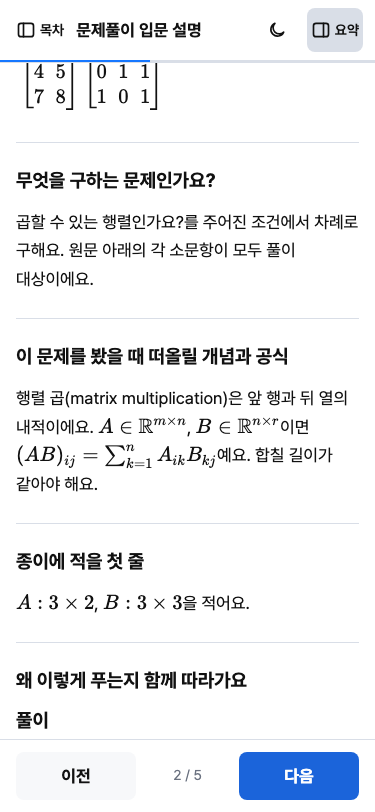 목차 문제풀이 입문 설명 요약
4 5 0 1 1
7 8 1 0 1
무엇을 구하는 문제인가요?
곱할 수 있는 행렬인가요?를 주어진 조건에서 차례로
구해요. 원문 아래의 각 소문항이 모두 풀이
대상이에요.
이 문제를 봤을 때 떠올릴 개념과 공식
행렬 곱(matrix multiplication)은 앞 행과 뒤 열의
내적이에요. A ∈ ℝ^{m×n}, B ∈ ℝ^{n×r}이면
(AB)_{ij} = ∑_{k=1}^{n} A_{ik}B_{kj}예요. 합칠 길이가
같아야 해요.
종이에 적을 첫 줄
A : 3 × 2, B : 3 × 3을 적어요.
왜 이렇게 푸는지 함께 따라가요
풀이
이전 2 / 5 다음